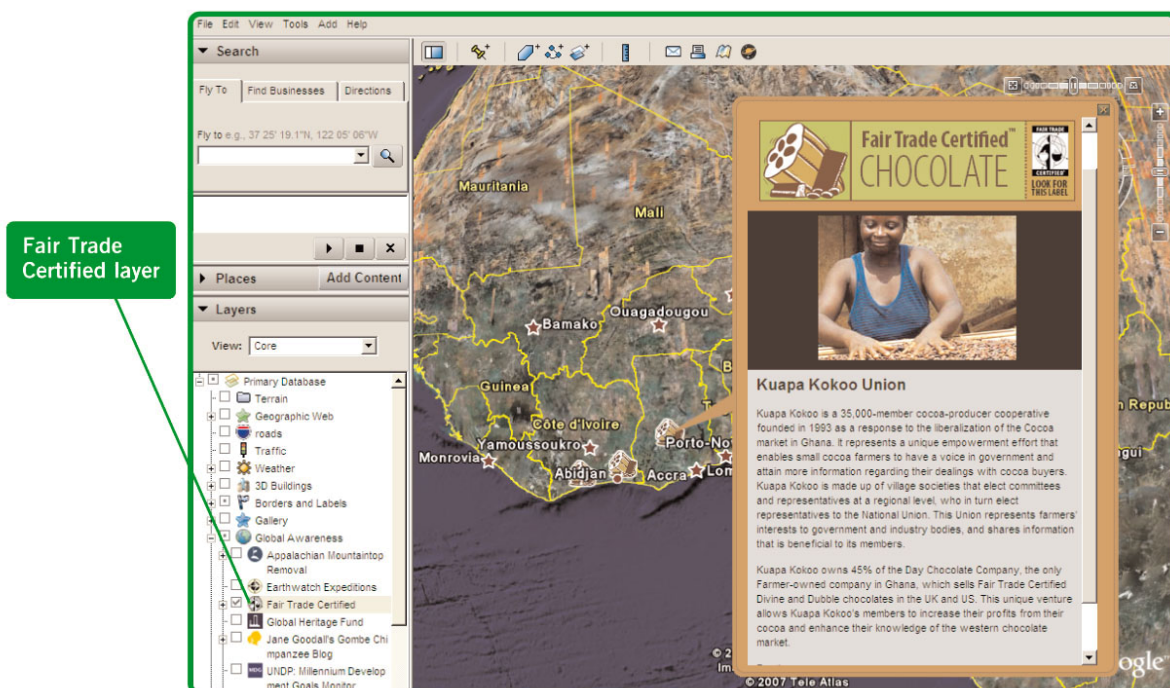 File Edit View Tools Add Help
Search
Fly To Find Businesses Directions
Fly to e.g., 37 25' 19.1"N, 122 05' 06"W
Places Add Content
Layers
View: Core
Primary Database
Terrain
Geographic Web
roads
Traffic
Weather
3D Buildings
Borders and Labels
Gallery
Global Awareness
Appalachian Mountaintop
Removal
Earthwatch Expeditions
Fair Trade Certified
Global Heritage Fund
Jane Goodall's Gombe Chi
mpanzee Blog
UNDP: Millennium Develop
ment Goals Monitor
Fair Trade
Certified layer
Mauritania
Mali
Ouagadougou
Bamako
Guinea
Côte d'Ivoire
Yamoussoukro
Monrovia
Abidjan
Accra
Lom
Porto-No
B
T
n Repub
ngui
Fair Trade Certified™
CHOCOLATE
FAIR TRADE
CERTIFIED
LOOK FOR
THIS LABEL
Kuapa Kokoo Union
Kuapa Kokoo is a 35,000-member cocoa-producer cooperative
founded in 1993 as a response to the liberalization of the Cocoa
market in Ghana. It represents a unique empowerment effort that
enables small cocoa farmers to have a voice in government and
attain more information regarding their dealings with cocoa buyers.
Kuapa Kokoo is made up of village societies that elect committees
and representatives at a regional level, who in turn elect
representatives to the National Union. This Union represents farmers'
interests to government and industry bodies, and shares information
that is beneficial to its members.
Kuapa Kokoo owns 45% of the Day Chocolate Company, the only
Farmer-owned company in Ghana, which sells Fair Trade Certified
Divine and Dubble chocolates in the UK and US. This unique venture
allows Kuapa Kokoo's members to increase their profits from their
cocoa and enhance their knowledge of the western chocolate
market.
© 2
Im
© 2007 Tele Atlas
ogle™